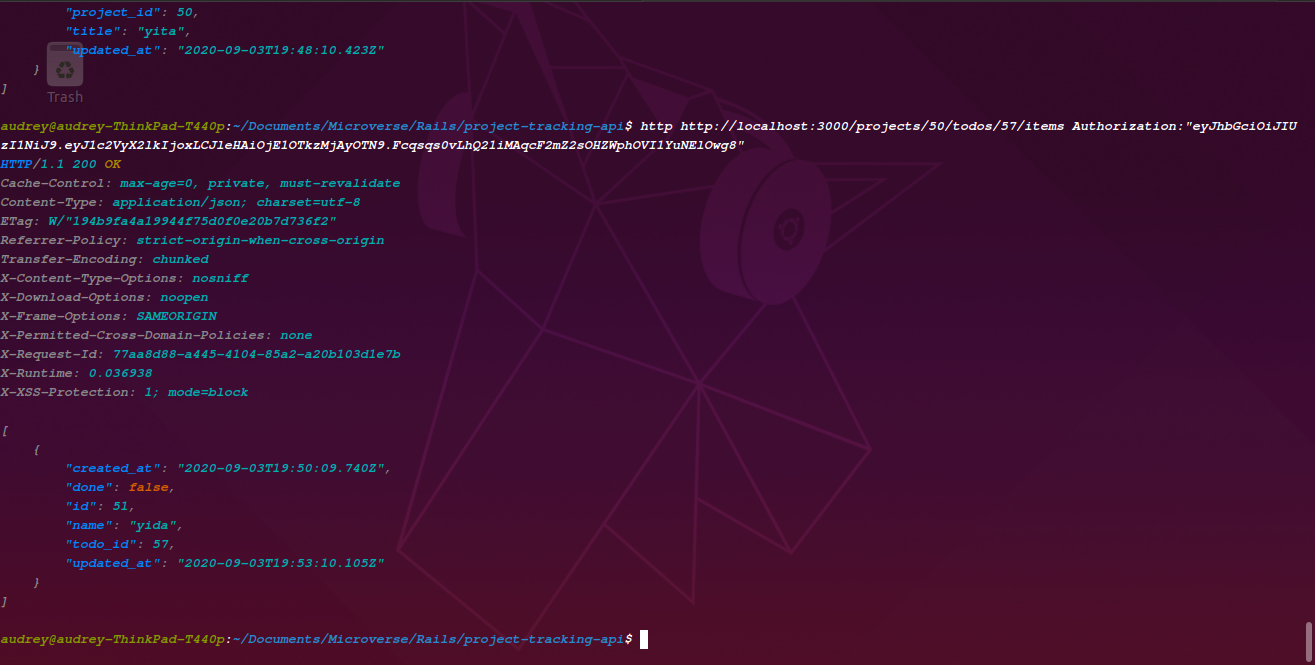 "project_id": 50,
"title": "yita",
"updated_at": "2020-09-03T19:48:10.423Z"
}
]
Trash
audrey@audrey-ThinkPad-T440p:~/Documents/Microverse/Rails/project-tracking-api$ http http://localhost:3000/projects/50/todos/57/items Authorization:"eyJhbGciOiJIU
zI1NiJ9.eyJ1c2VyX2lkIjoxLCJleHAiOjE1OTkzMjAyOTN9.Fcqsqs0vLhQ2liMAqcF2mZ2sOHZWphOVI1YuNElOwg8"
HTTP/1.1 200 OK
Cache-Control: max-age=0, private, must-revalidate
Content-Type: application/json; charset=utf-8
ETag: W/"194b9fa4a19944f75d0f0e20b7d736f2"
Referrer-Policy: strict-origin-when-cross-origin
Transfer-Encoding: chunked
X-Content-Type-Options: nosniff
X-Download-Options: noopen
X-Frame-Options: SAMEORIGIN
X-Permitted-Cross-Domain-Policies: none
X-Request-Id: 77aa8d88-a445-4104-85a2-a20b103d1e7b
X-Runtime: 0.036938
X-XSS-Protection: 1; mode=block
[
{
"created_at": "2020-09-03T19:50:09.740Z",
"done": false,
"id": 51,
"name": "yida",
"todo_id": 57,
"updated_at": "2020-09-03T19:53:10.105Z"
}
]
audrey@audrey-ThinkPad-T440p:~/Documents/Microverse/Rails/project-tracking-api$